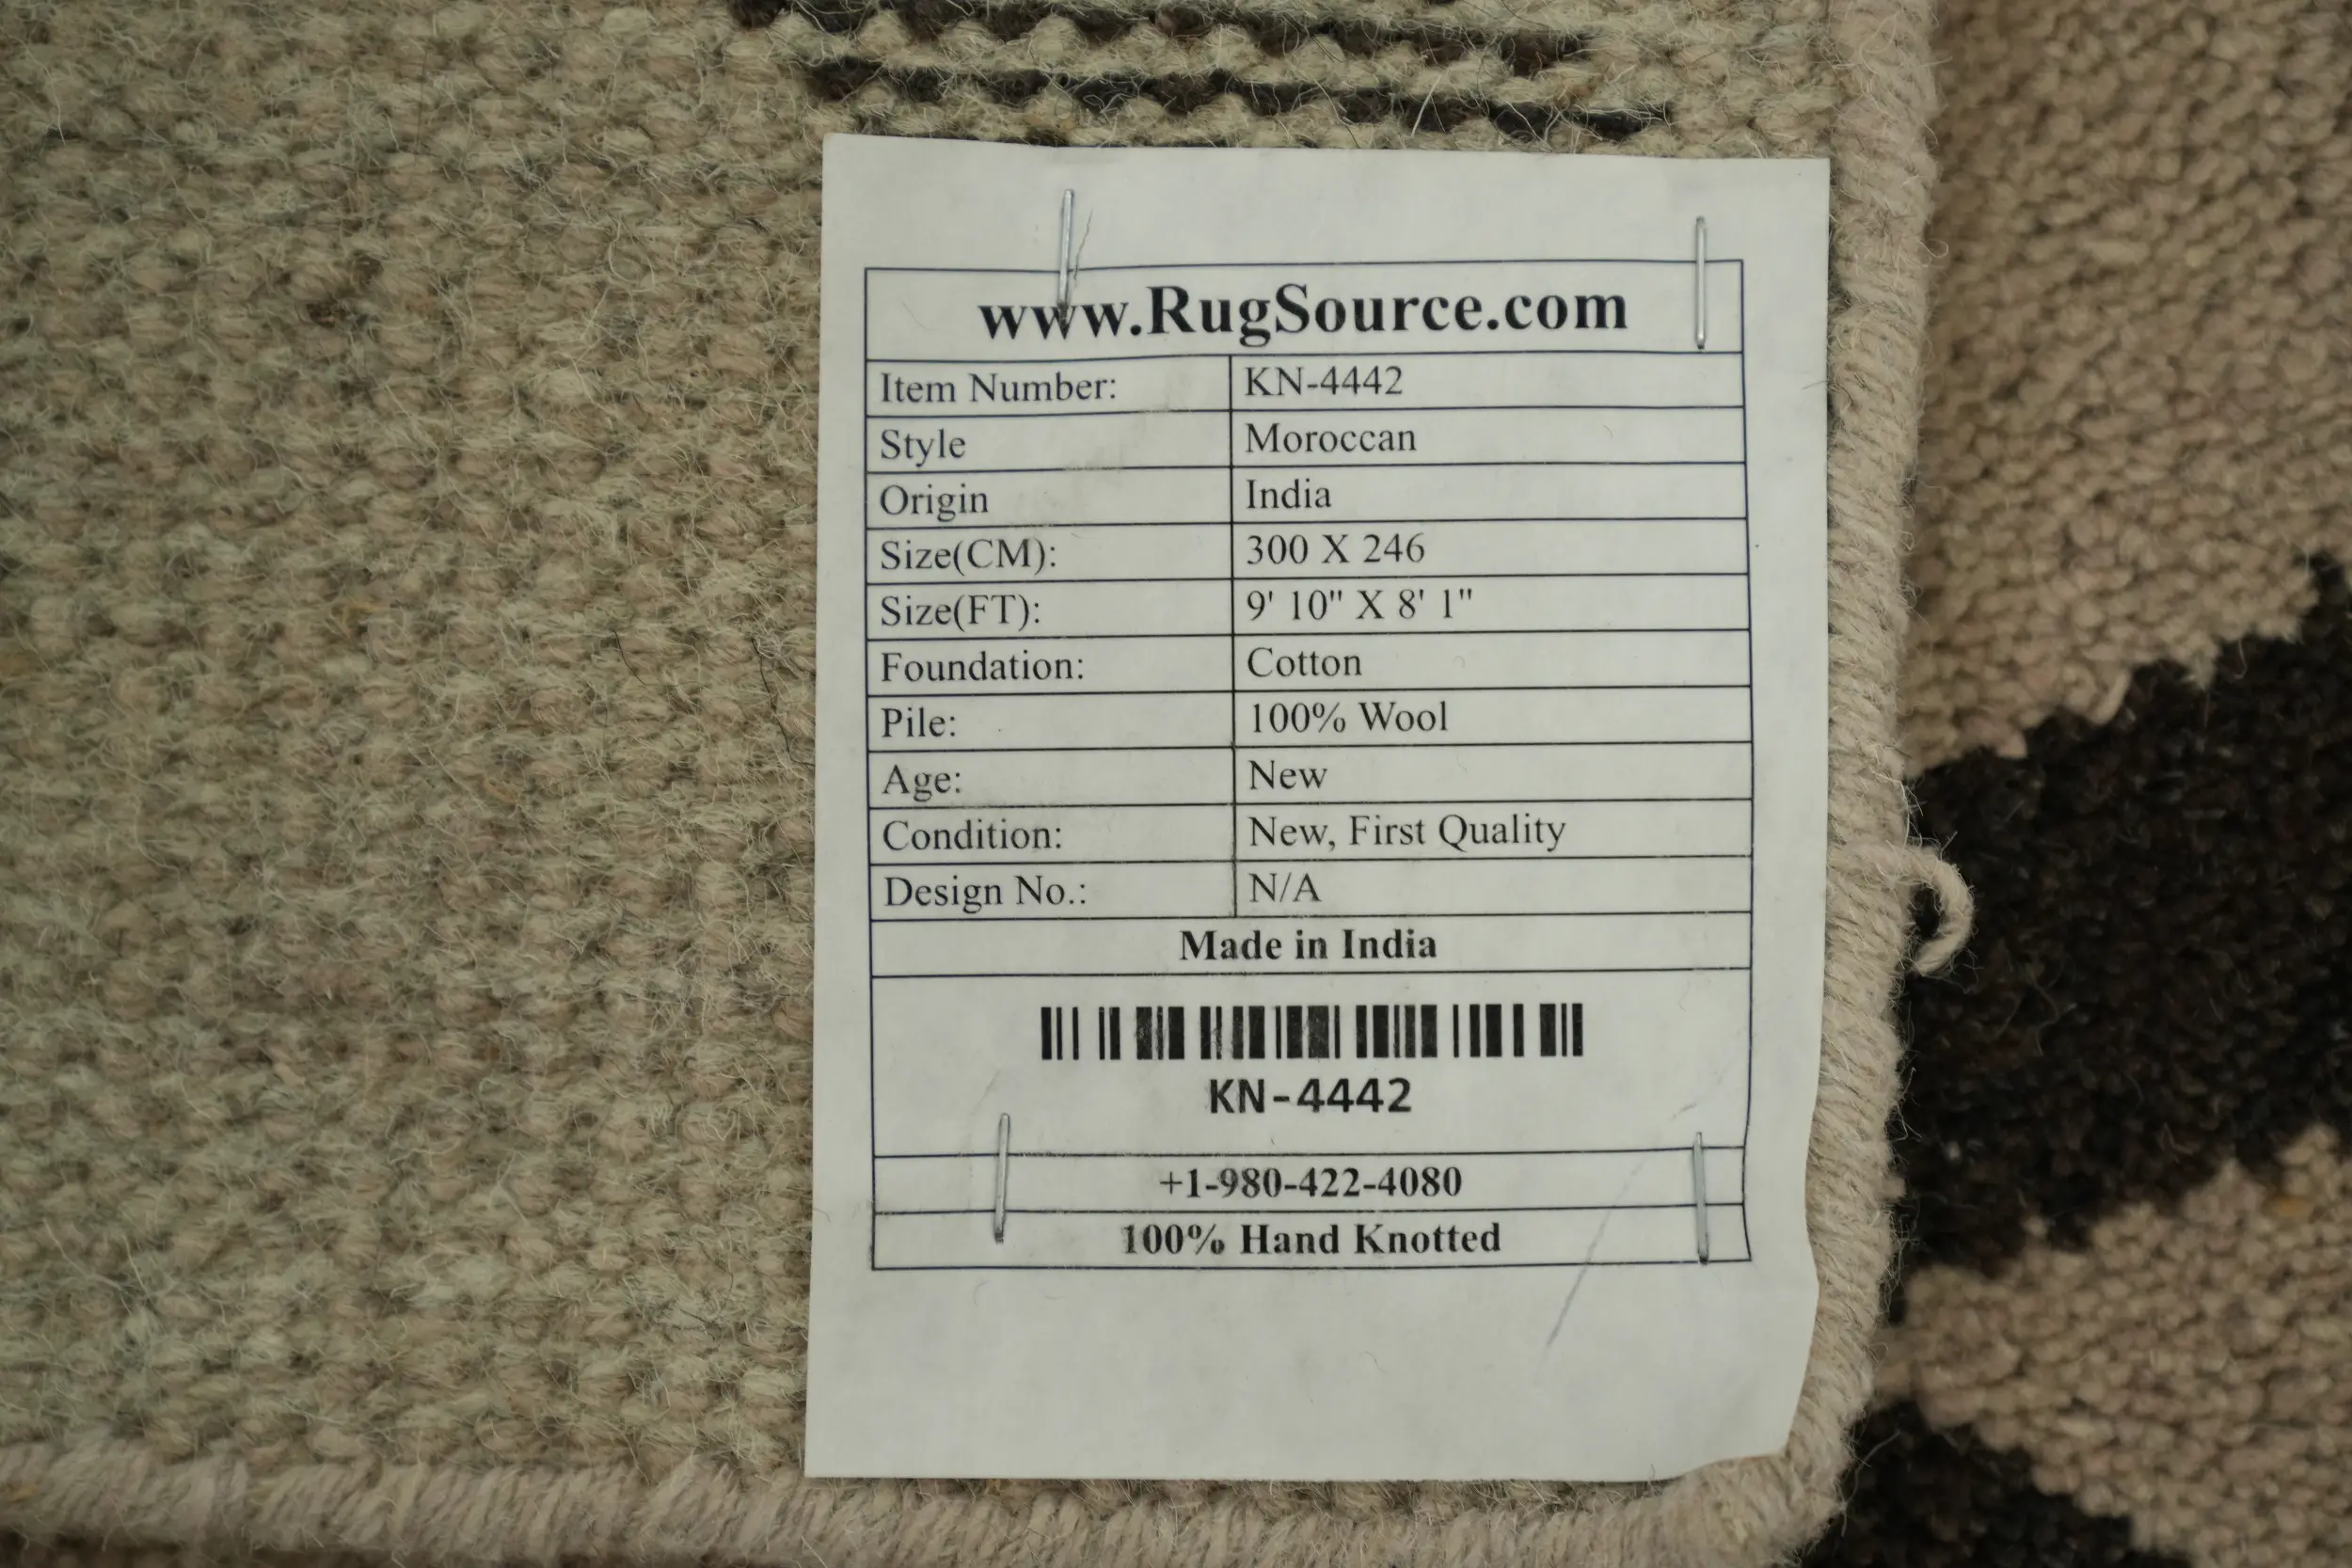 www.RugSource.com
Item Number: KN-4442
Style Moroccan
Origin India
Size(CM): 300 X 246
Size(FT): 9' 10" X 8' 1"
Foundation: Cotton
Pile: 100% Wool
Age: New
Condition: New, First Quality
Design No.: N/A
Made in India
KN-4442
+1-980-422-4080
100% Hand Knotted